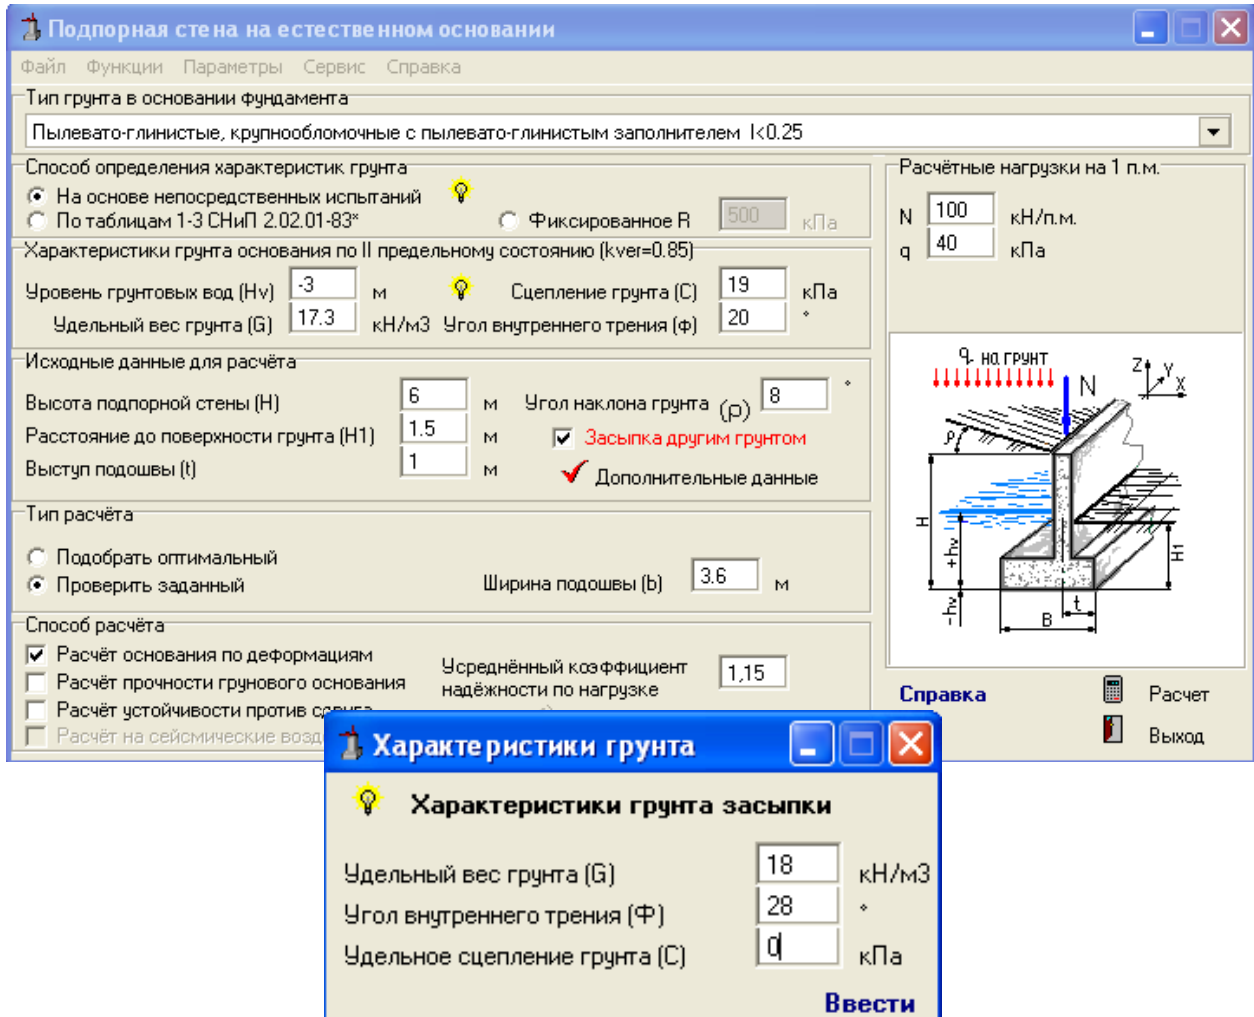 Подпорная стена на естественном основании
Файл Функции Параметры Сервис Справка
Тип грунта в основании фундамента
Пылевато-глинистые, крупнообломочные с пылевато-глинистым заполнителем I<0.25
Способ определения характеристик грунта
На основе непосредственных испытаний
По таблицам 1-3 СНиП 2.02.01-83*
Фиксированное R 500 кПа
Расчётные нагрузки на 1 п.м.
N 100 кН/п.м.
q 40 кПа
Характеристики грунта основания по II предельному состоянию (kver=0.85)
Уровень грунтовых вод (Hv) -3 м
Сцепление грунта (C) 19 кПа
Удельный вес грунта (G) 17.3 кН/м3
Угол внутреннего трения (ф) 20 °
Исходные данные для расчёта
Высота подпорной стены (H) 6 м
Угол наклона грунта (ρ) 8 °
Расстояние до поверхности грунта (H1) 1.5 м
Засыпка другим грунтом
Выступ подошвы (t) 1 м
Дополнительные данные
q на грунт
N
Z Y X
ρ
H
+hv
-hv
H1
t
B
Тип расчёта
Подобрать оптимальный
Проверить заданный
Ширина подошвы (b) 3.6 м
Способ расчёта
Расчёт основания по деформациям
Расчёт прочности грунового основания
Расчёт устойчивости против
Усреднённый коэффициент
надёжности по нагрузке
1,15
Расчёт на сейсмические
Справка
Расчет
Выход
Характеристики грунта
Характеристики грунта засыпки
Удельный вес грунта (G) 18 кН/м3
Угол внутреннего трения (Ф) 28 °
Удельное сцепление грунта (C) 0 кПа
Ввести